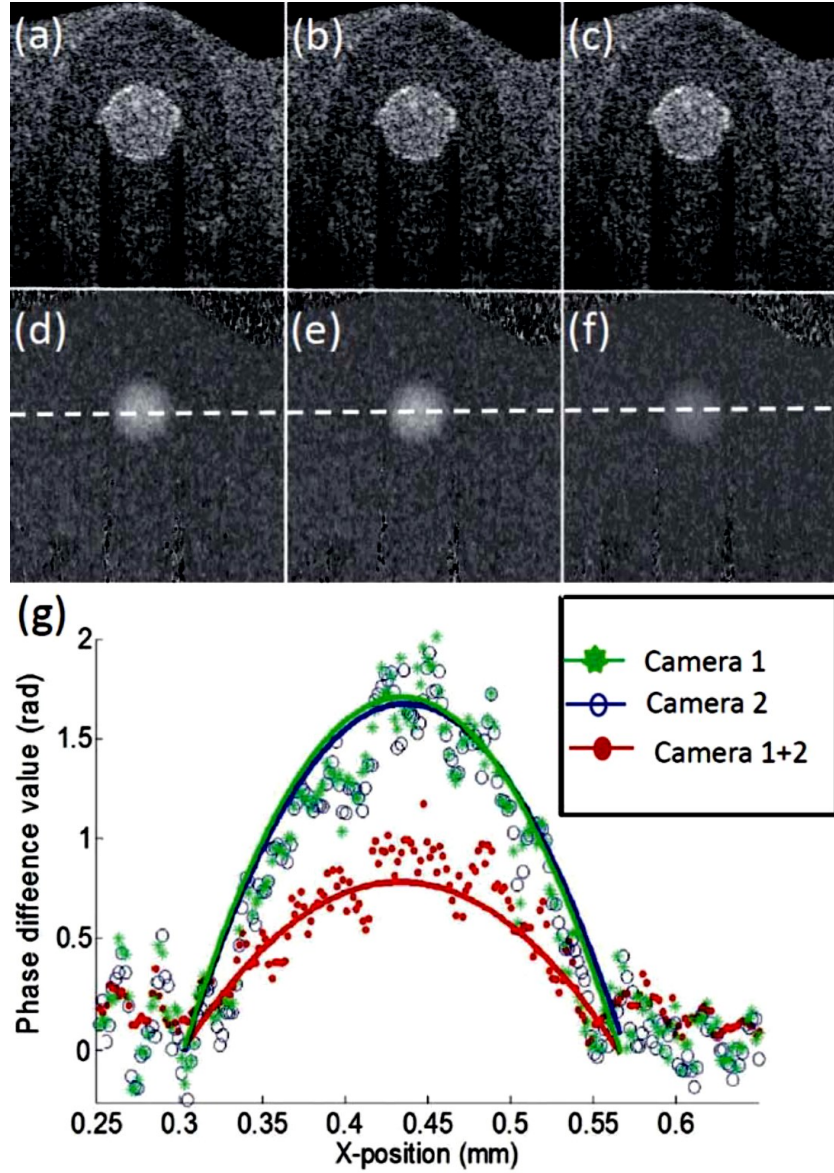 (a) (b) (c)
(d) (e) (f)
(g)
Camera 1
Camera 2
Camera 1+2
2
1.5
1
0.5
0
Phase diffeence value (rad)
0.25 0.3 0.35 0.4 0.45 0.5 0.55 0.6
X-position (mm)